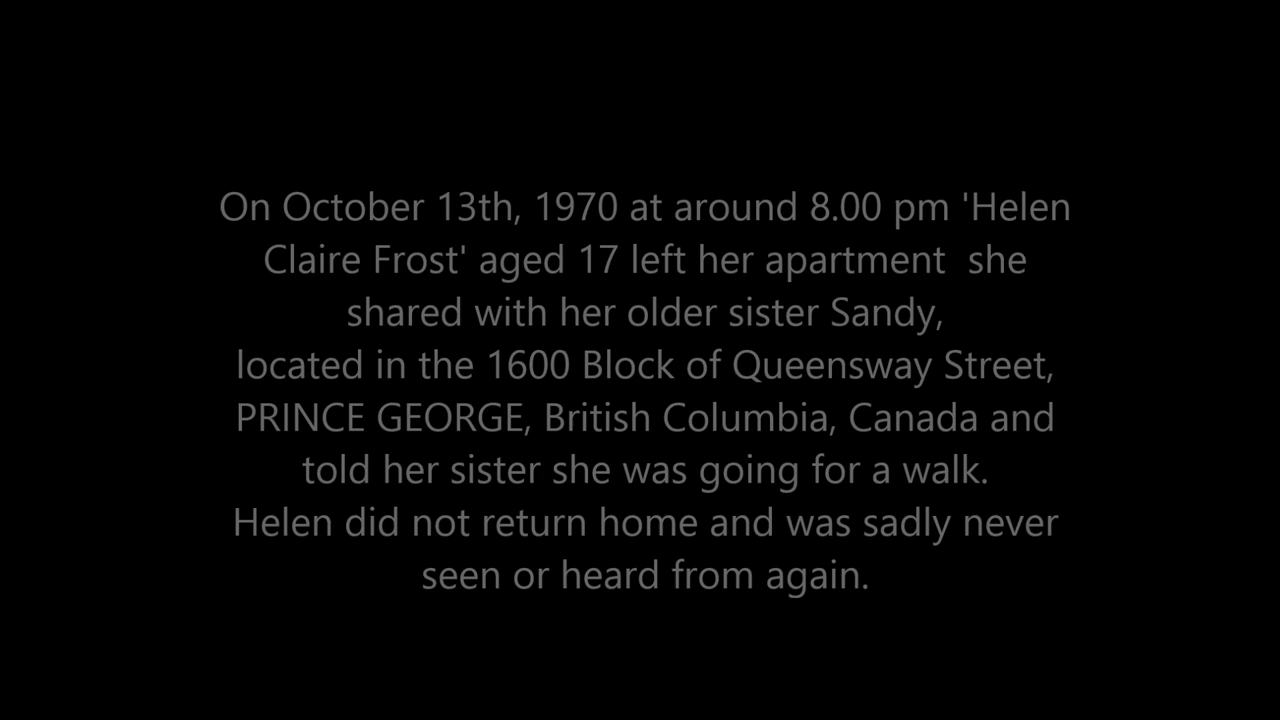 On October 13th, 1970 at around 8.00 pm 'Helen
Claire Frost' aged 17 left her apartment  she
shared with her older sister Sandy,
located in the 1600 Block of Queensway Street,
PRINCE GEORGE, British Columbia, Canada and
told her sister she was going for a walk.
Helen did not return home and was sadly never
seen or heard from again.